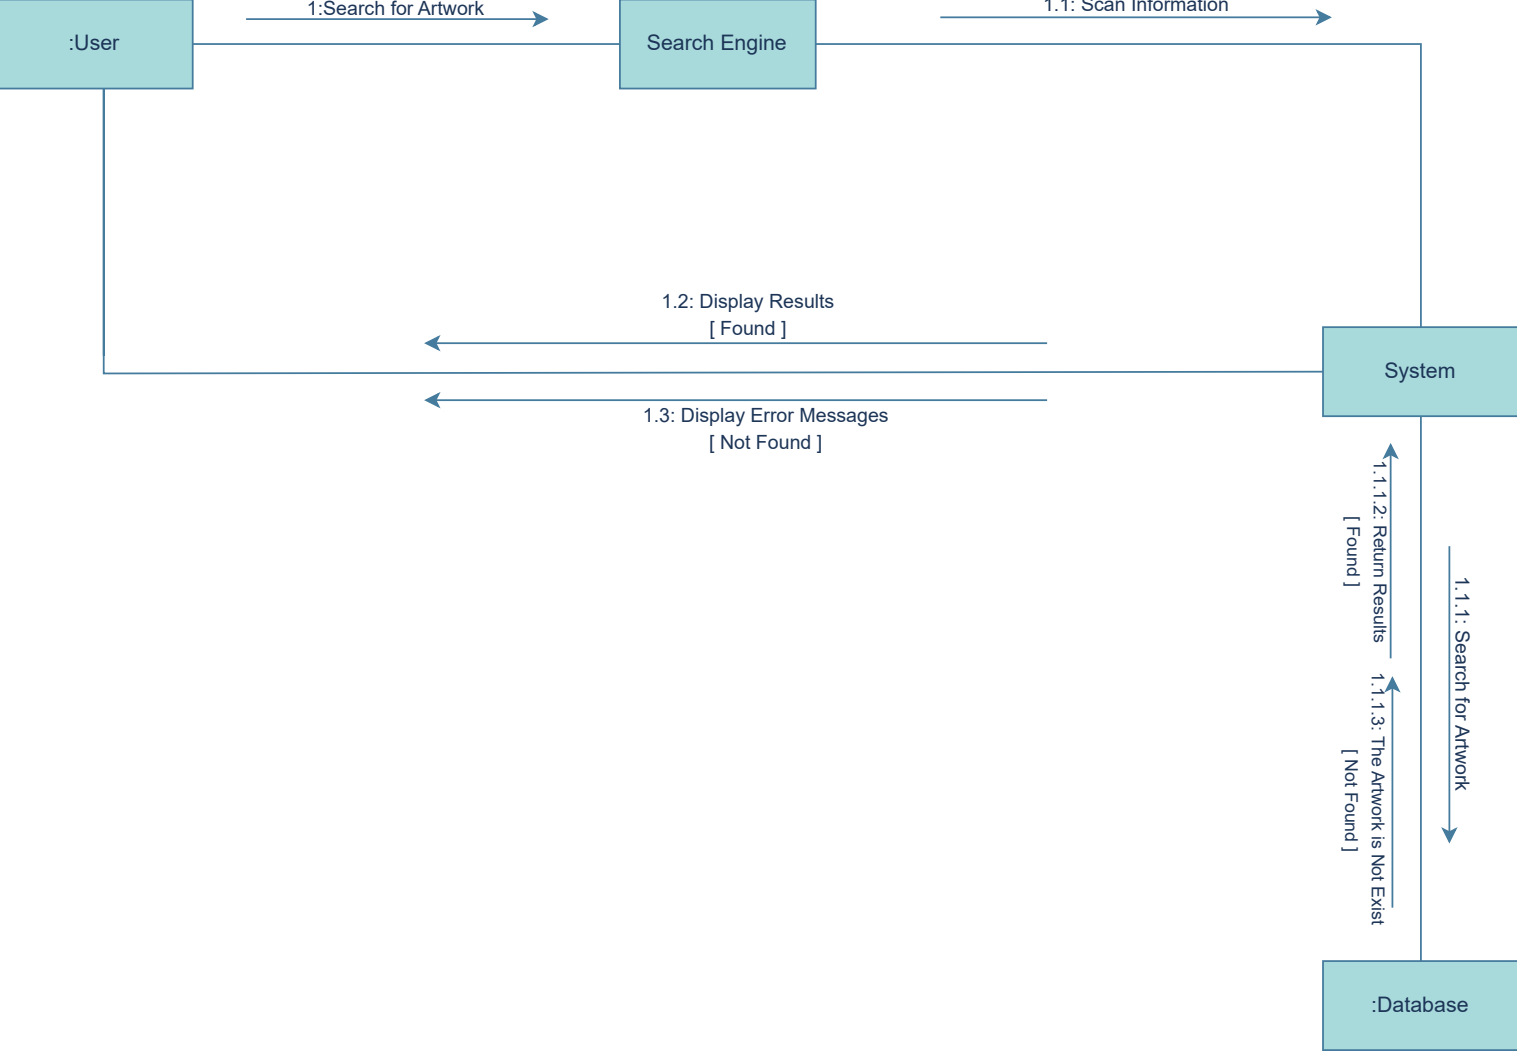 1:Search for Artwork
1.1: Scan Information
:User
Search Engine
1.2: Display Results
[ Found ]
System
1.3: Display Error Messages
[ Not Found ]
1.1.1.2: Return Results
[ Found ]
1.1.1: Search for Artwork
1.1.1.3: The Artwork is Not Exist
[ Not Found ]
:Database